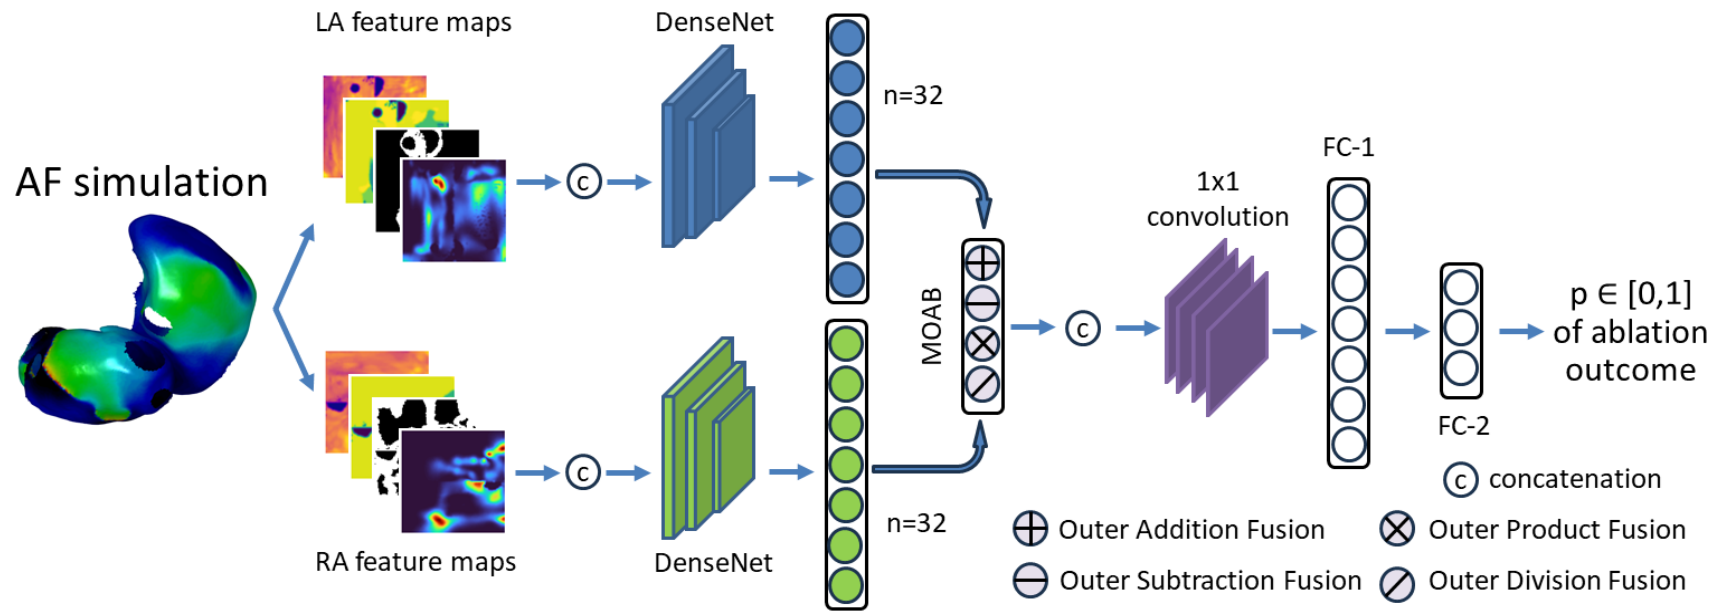 LA feature maps
DenseNet
n=32
AF simulation
c
FC-1
1x1
convolution
MOAB
c
p ∈ [0,1]
of ablation
outcome
FC-2
c
n=32
RA feature maps
DenseNet
c concatenation
Outer Addition Fusion
Outer Product Fusion
Outer Subtraction Fusion
Outer Division Fusion